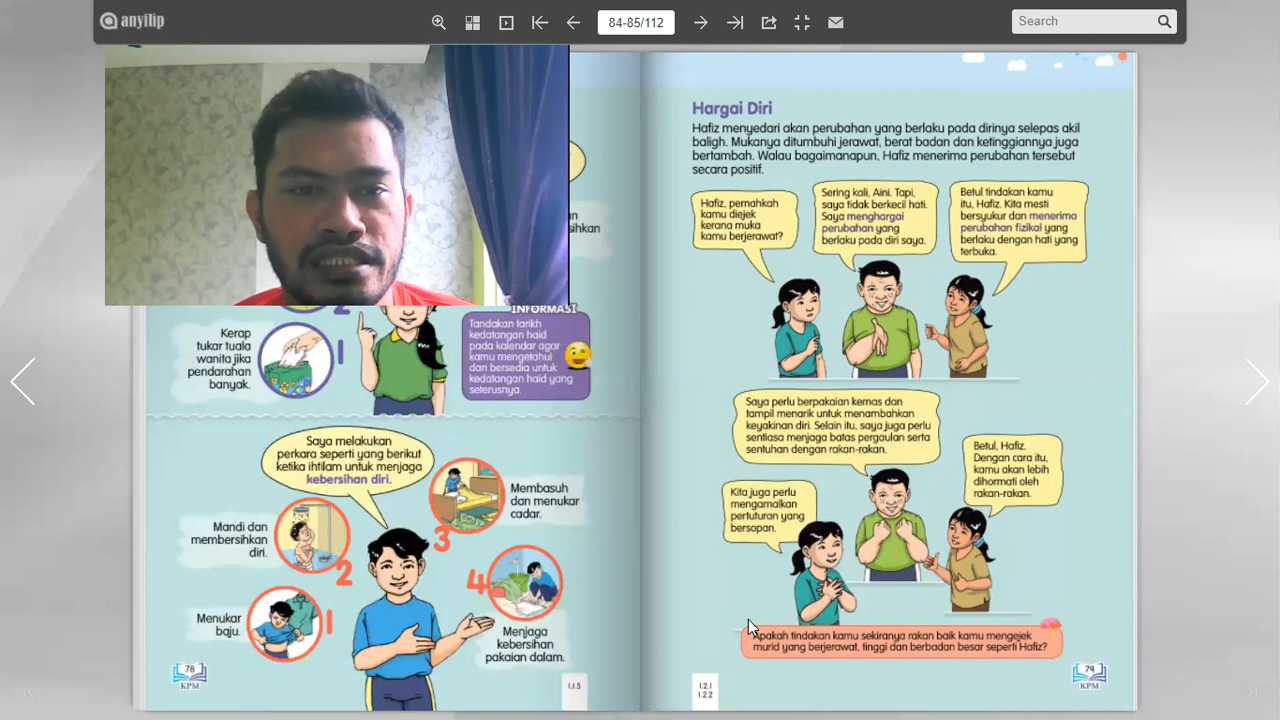 anyflip
84-85/112
Search
an
sihkan
2
Kerap
tukar tuala
wanita jika
pendarahan
banyak.
1
INFORMASI
Tandakan tarikh
kedatangan haid
pada kalendar agar
kamu mengetahui
dan bersedia untuk
kedatangan haid yang
seterusnya.
Saya melakukan
perkara seperti yang berikut
ketika ihtilam untuk menjaga
kebersihan diri.
Membasuh
dan menukar
cadar.
3
Mandi dan
membersihkan
diri.
2
4
Menukar
baju.
1
Menjaga
kebersihan
pakaian dalam.
78
KPM
1.1.5
Hargai Diri
Hafiz menyedari akan perubahan yang berlaku pada dirinya selepas akil
baligh. Mukanya ditumbuhi jerawat, berat badan dan ketinggiannya juga
bertambah. Walau bagaimanapun, Hafiz menerima perubahan tersebut
secara positif.
Hafiz, pernahkah
kamu diejek
kerana muka
kamu berjerawat?
Sering kali, Aini. Tapi,
saya tidak berkecil hati.
Saya menghargai
perubahan yang
berlaku pada diri saya.
Betul tindakan kamu
itu, Hafiz. Kita mesti
bersyukur dan menerima
perubahan fizikal yang
berlaku dengan hati yang
terbuka.
Saya perlu berpakaian kemas dan
tampil menarik untuk menambahkan
keyakinan diri. Selain itu, saya juga perlu
sentiasa menjaga batas pergaulan serta
sentuhan dengan rakan-rakan.
Betul, Hafiz.
Dengan cara itu,
kamu akan lebih
dihormati oleh
rakan-rakan.
Kita juga perlu
mengamalkan
pertuturan yang
bersopan.
Apakah tindakan kamu sekiranya rakan baik kamu mengejek
murid yang berjerawat, tinggi dan berbadan besar seperti Hafiz?
1.2.1
1.2.2
79
KPM